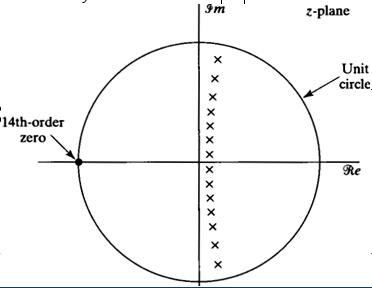 ℐm
z-plane
Unit
circle
14th-order
zero
ℛe